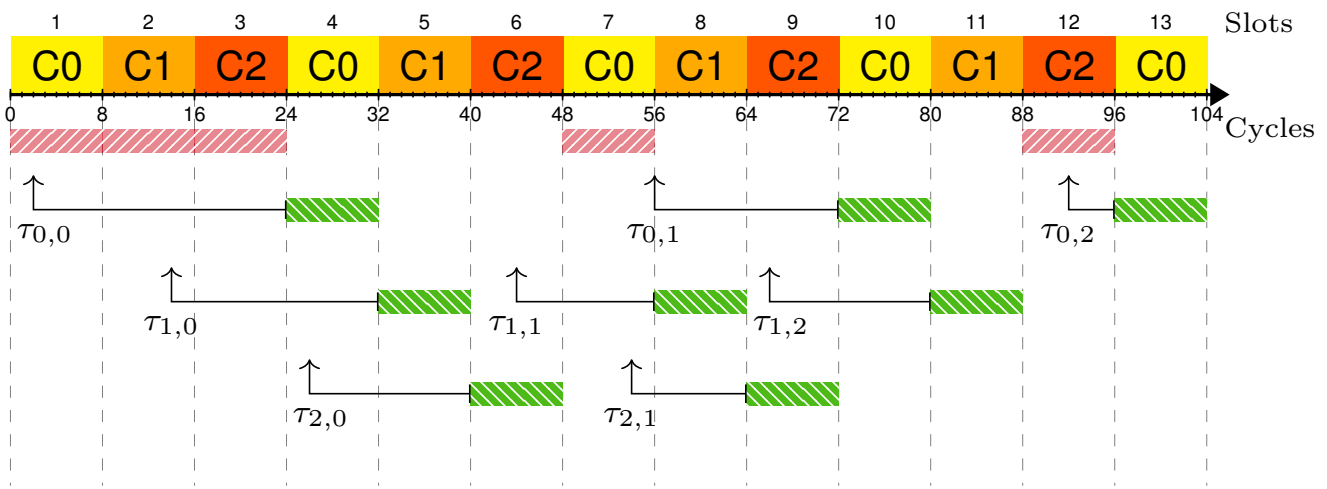 1 2 3 4 5 6 7 8 9 10 11 12 13 Slots
C0 C1 C2 C0 C1 C2 C0 C1 C2 C0 C1 C2 C0
0 8 16 24 32 40 48 56 64 72 80 88 96 104
Cycles
τ0,0 τ0,1 τ0,2
τ1,0 τ1,1 τ1,2
τ2,0 τ2,1